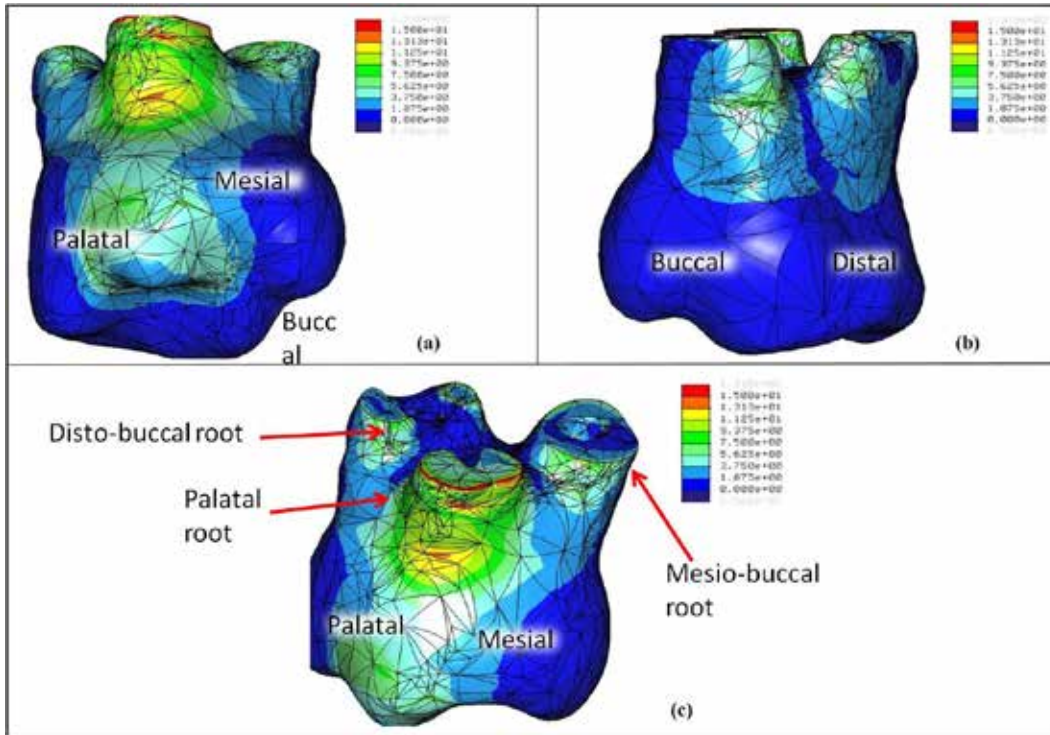 1.500e+01
1.313e+01
1.125e+01
9.375e+00
7.500e+00
5.625e+00
3.750e+00
1.875e+00
0.000e+00
Mesial
Palatal
Bucc
al
(a)
1.500e+01
1.313e+01
1.125e+01
9.375e+00
7.500e+00
5.625e+00
3.750e+00
1.875e+00
0.000e+00
Buccal
Distal
(b)
1.500e+01
1.313e+01
1.125e+01
9.375e+00
7.500e+00
5.625e+00
3.750e+00
1.875e+00
0.000e+00
Disto-buccal root
Palatal
root
Mesio-buccal
root
Palatal
Mesial
(c)